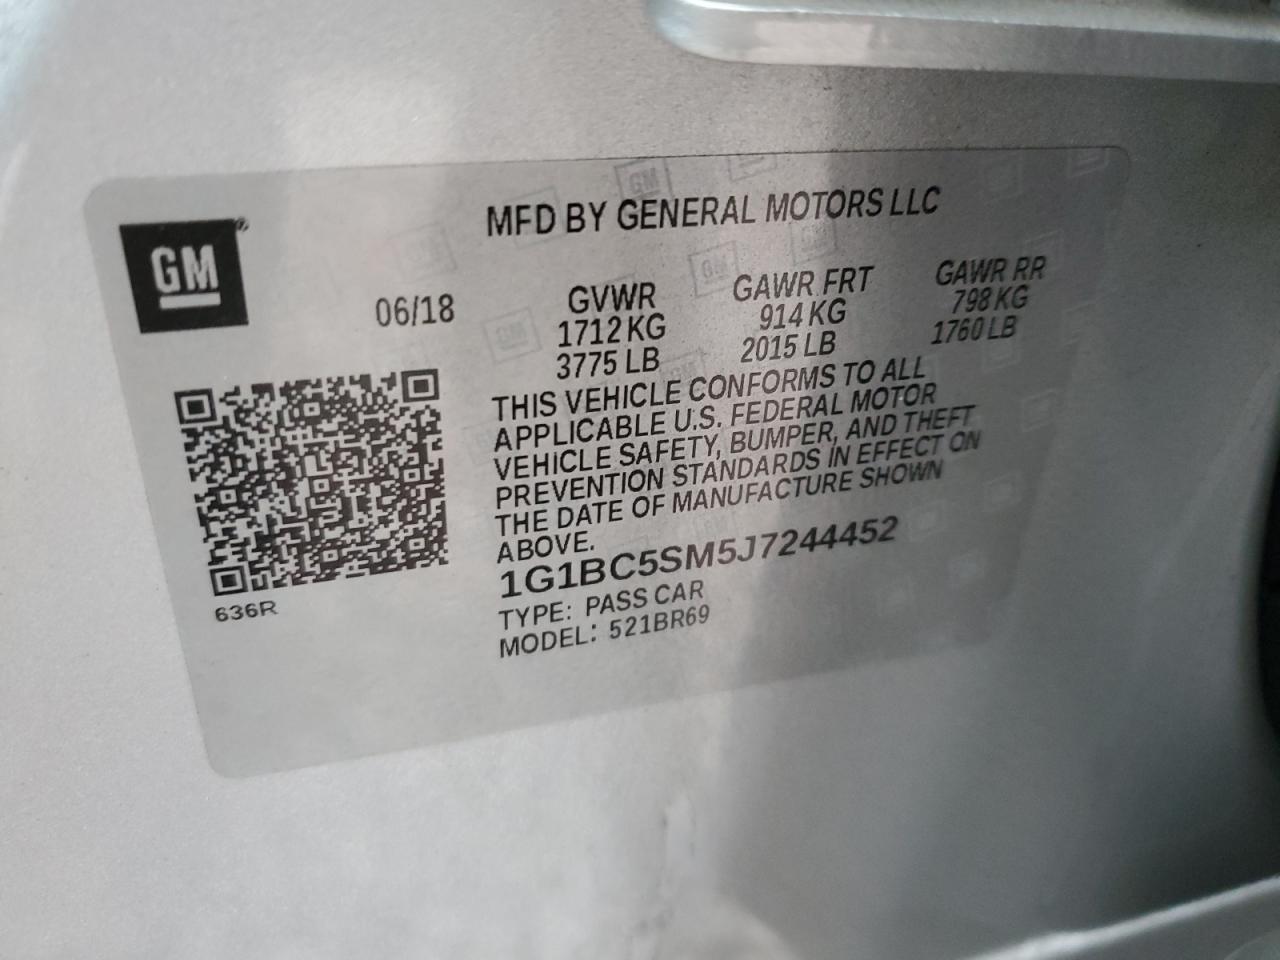 MFD BY GENERAL MOTORS LLC
GM®
06/18
GVWR GAWR FRT GAWR RR
1712 KG 914 KG 798 KG
3775 LB 2015 LB 1760 LB
THIS VEHICLE CONFORMS TO ALL
APPLICABLE U.S. FEDERAL MOTOR
VEHICLE SAFETY, BUMPER, AND THEFT
PREVENTION STANDARDS IN EFFECT ON
THE DATE OF MANUFACTURE SHOWN
ABOVE.
1G1BC5SM5J7244452
TYPE: PASS CAR
MODEL: 521BR69
636R